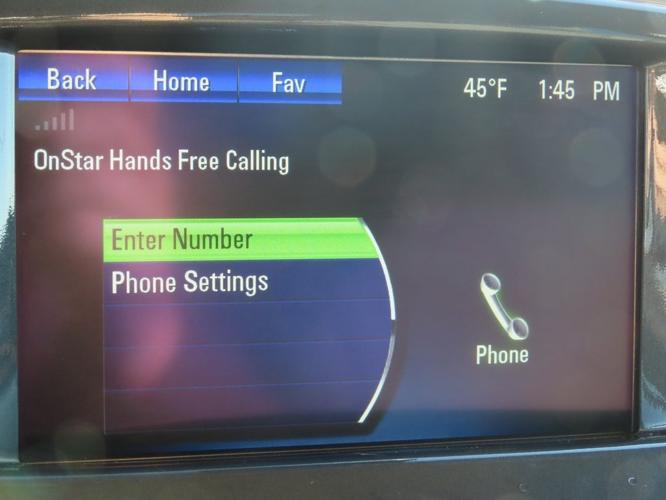 Back Home Fav 45°F 1:45 PM
OnStar Hands Free Calling
Enter Number
Phone Settings
Phone